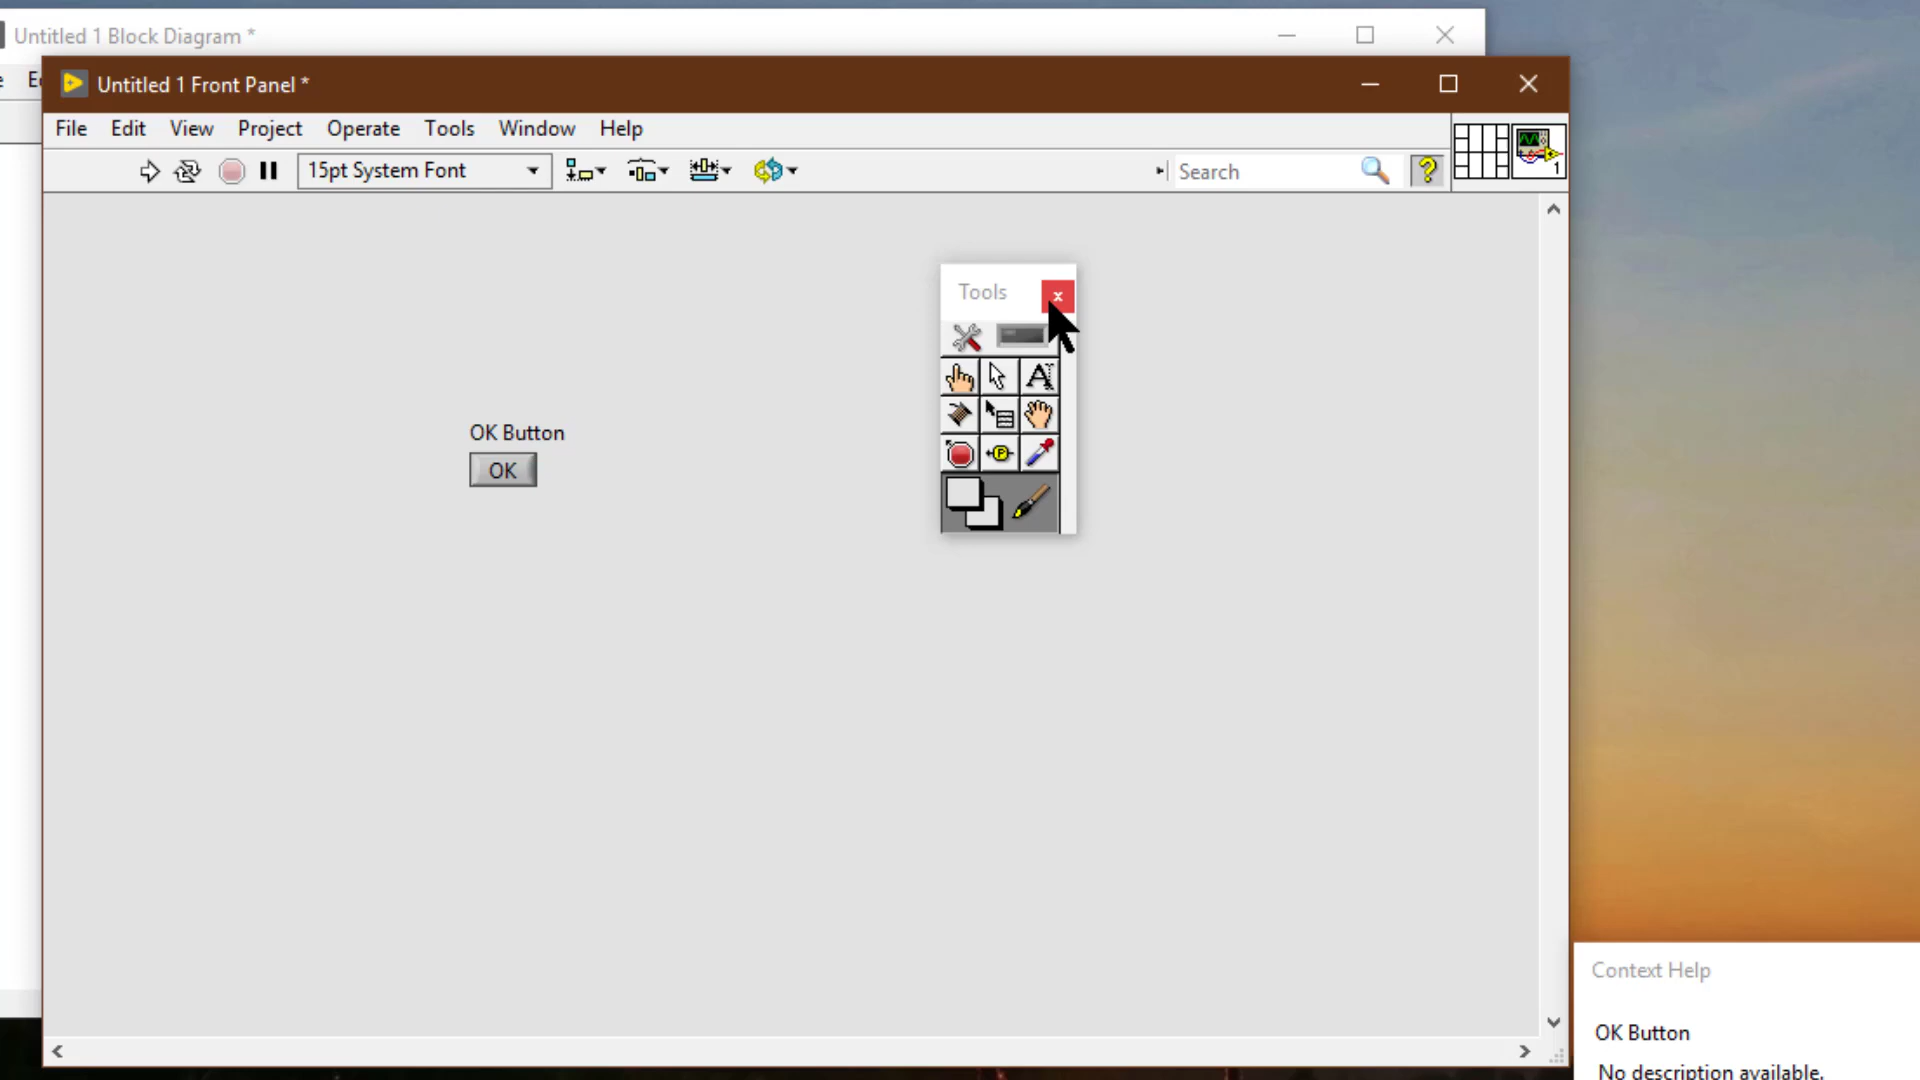 Untitled 1 Block Diagram *
Untitled 1 Front Panel *
File Edit View Project Operate Tools Window Help
15pt System Font
Search
?
1
Tools
x
A
P
OK Button
OK
Context Help
OK Button
No description available.